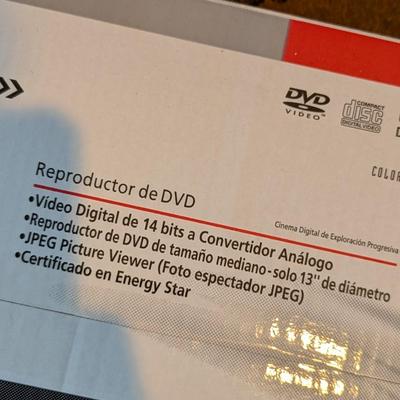 DVD
VIDEO™
COMPACT
disc
DIGITAL VIDEO
COLOR
Reproductor de DVD
Cinema Digital de Exploración Progresiva
•Vídeo Digital de 14 bits a Convertidor Análogo
•Reproductor de DVD de tamaño mediano-solo 13" de diámetro
•JPEG Picture Viewer (Foto espectador JPEG)
•Certificado en Energy Star